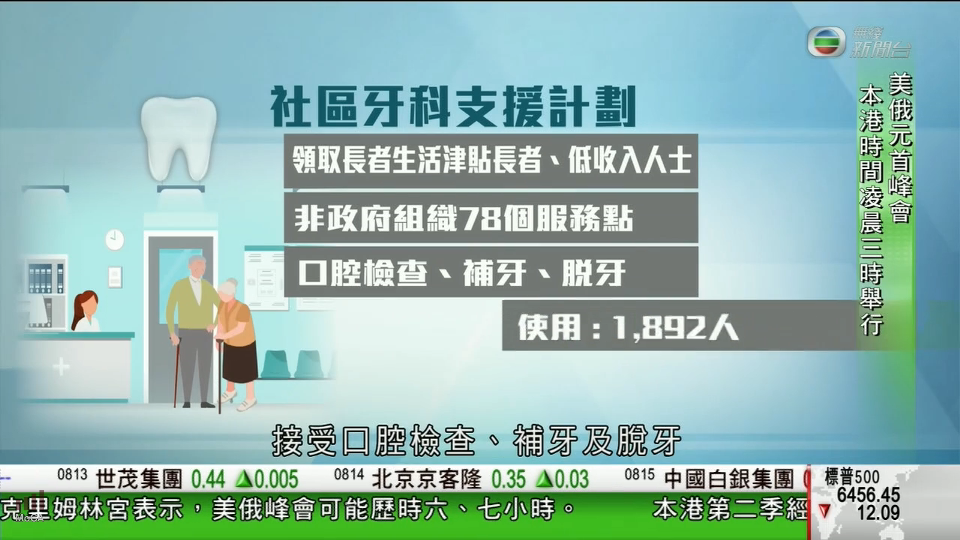 無綫
新聞台
美俄元首峰會
本港時間凌晨三時舉行
社區牙科支援計劃
領取長者生活津貼長者、低收入人士
非政府組織78個服務點
口腔檢查、補牙、脫牙
使用:1,892人
接受口腔檢查、補牙及脫牙
0813 世茂集團 0.44 ▲0.005 0814 北京京客隆 0.35 ▲0.03 0815 中國白銀集團
克里姆林宮表示，美俄峰會可能歷時六、七小時。 本港第二季經
標普500
6456.45
▼ 12.09